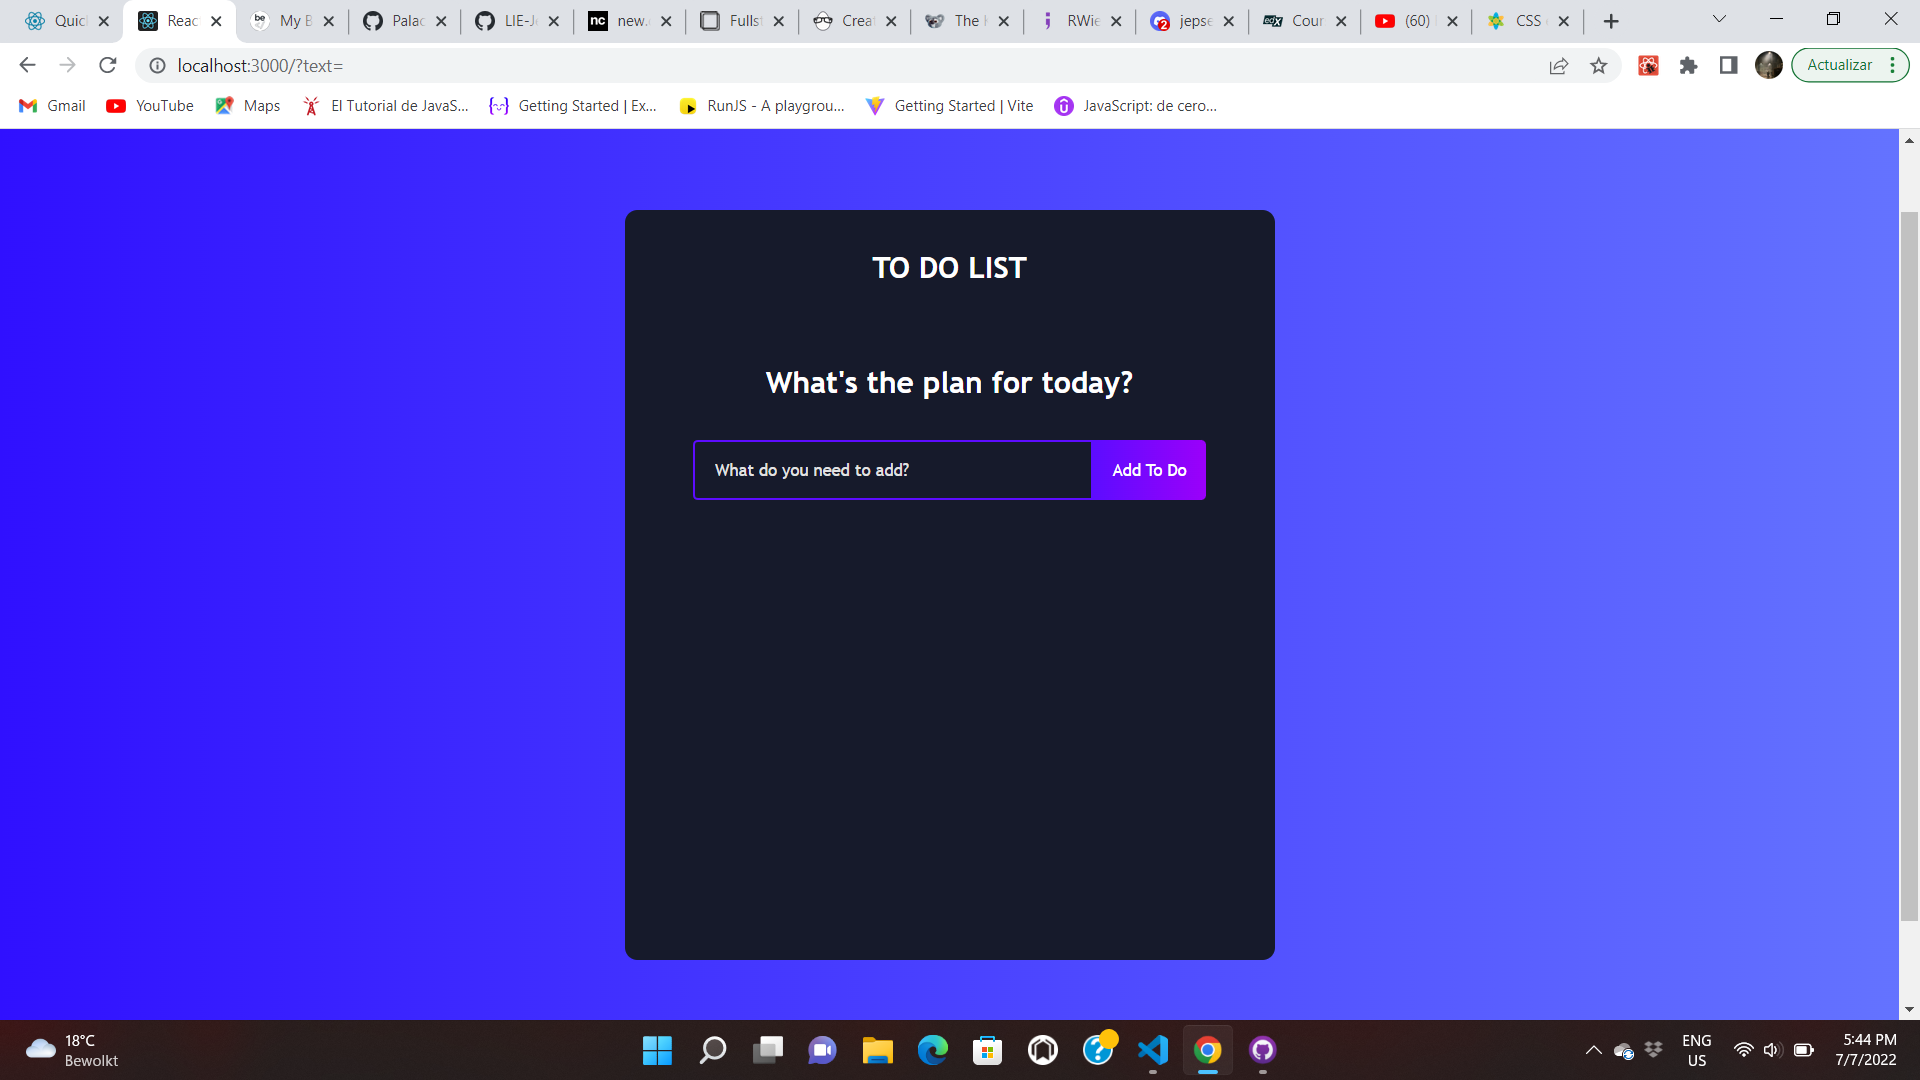 Quick
Reac
My B
Palac
LIE-Je
new.
Fullst
Creat
The H
RWie
jepse
Cour
(60)
CSS
localhost:3000/?text=
Actualizar
Gmail
YouTube
Maps
El Tutorial de JavaS...
Getting Started | Ex...
RunJS - A playgrou...
Getting Started | Vite
JavaScript: de cero...
TO DO LIST
What's the plan for today?
What do you need to add?
Add To Do
18°C
Bewolkt
ENG
US
5:44 PM
7/7/2022